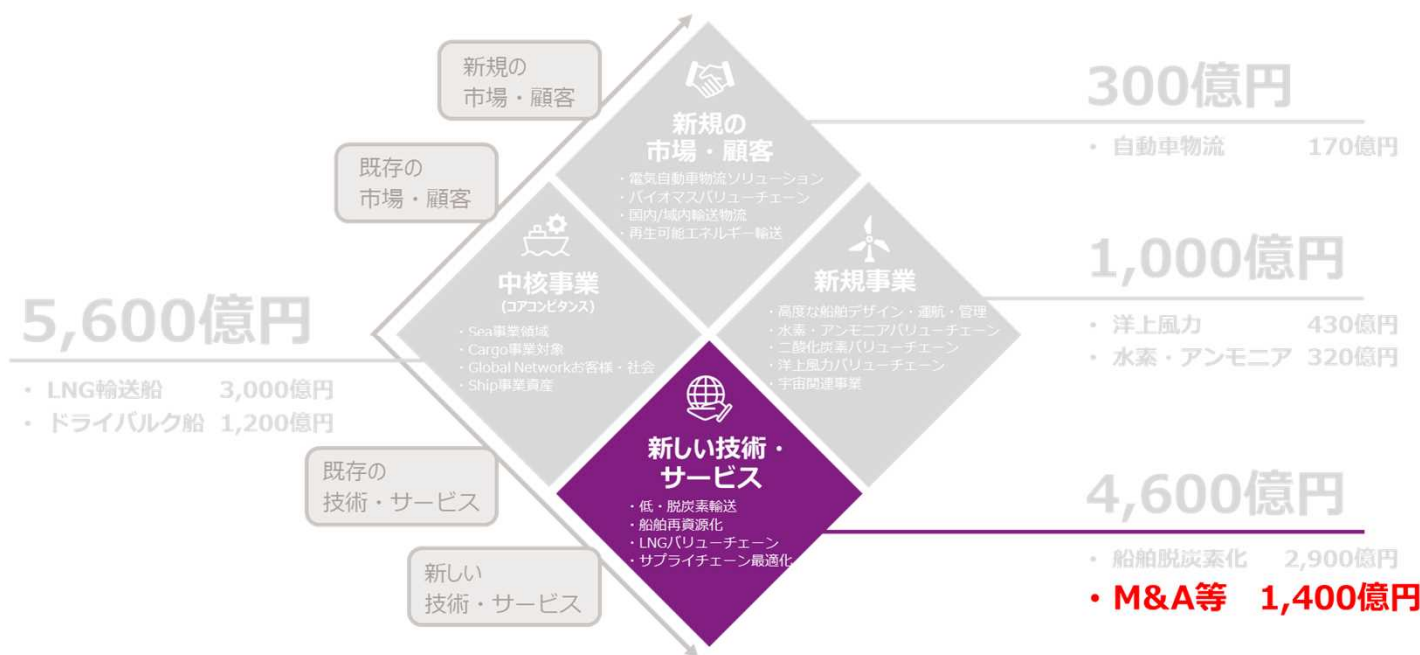 新規の
市場・顧客
既存の
市場・顧客
新規の
市場・顧客
・電気自動車物流ソリューション
・バイオマスバリューチェーン
・国内/域内輸送物流
・再生可能エネルギー輸送
300億円
・ 自動車物流 170億円
中核事業
(コアコンピタンス)
・Sea事業領域
・Cargo事業対象
・Global Networkお客様・社会
・Ship事業資産
新規事業
・高度な船舶デザイン・運航・管理
・水素・アンモニアバリューチェーン
・二酸化炭素バリューチェーン
・洋上風力バリューチェーン
・宇宙関連事業
1,000億円
・ 洋上風力 430億円
・ 水素・アンモニア 320億円
5,600億円
・ LNG輸送船 3,000億円
・ ドライバルク船 1,200億円
既存の
技術・サービス
新しい
技術・サービス
新しい技術・
サービス
・低・脱炭素輸送
・船舶再資源化
・LNGバリューチェーン
・サプライチェーン最適化
4,600億円
・ 船舶脱炭素化 2,900億円
・ M&A等 1,400億円